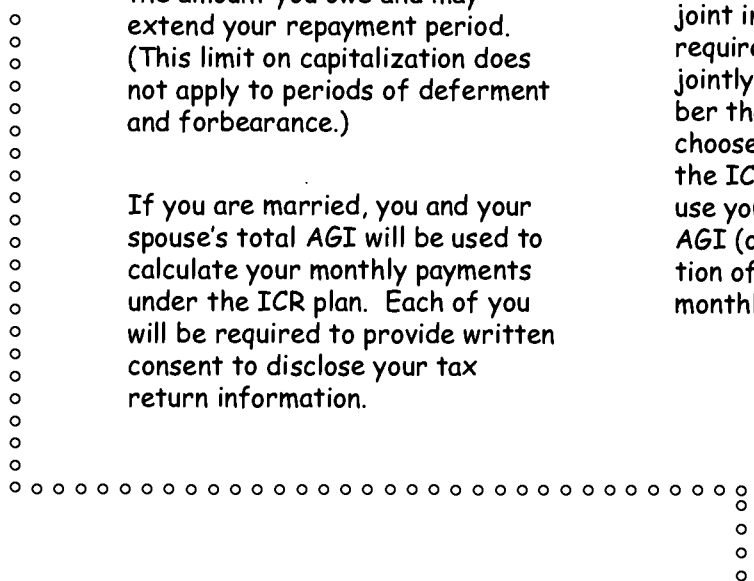 the amount you owe and may
extend your repayment period.
(This limit on capitalization does
not apply to periods of deferment
and forbearance.)
If you are married, you and your
spouse's total AGI will be used to
calculate your monthly payments
under the ICR plan. Each of you
will be required to provide written
consent to disclose your tax
return information.
joint in
require
jointly
ber the
choose
the IC
use you
AGI (o
tion of
monthl